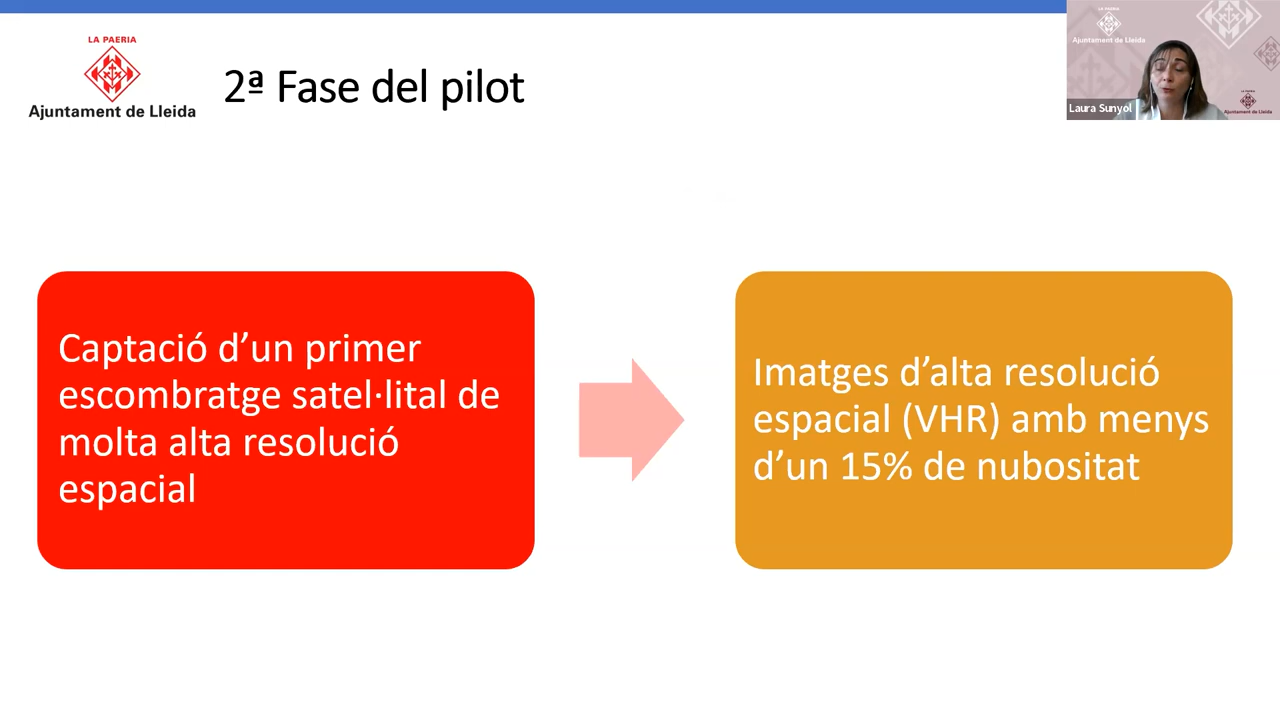 LA PAERIA
Ajuntament de Lleida
2ª Fase del pilot
Ajuntament de Lleida
Laura Sunyol
LA PAERIA
Ajuntament de Lleida
Captació d’un primer
escombratge satel·lital de
molta alta resolució
espacial
Imatges d’alta resolució
espacial (VHR) amb menys
d’un 15% de nubositat